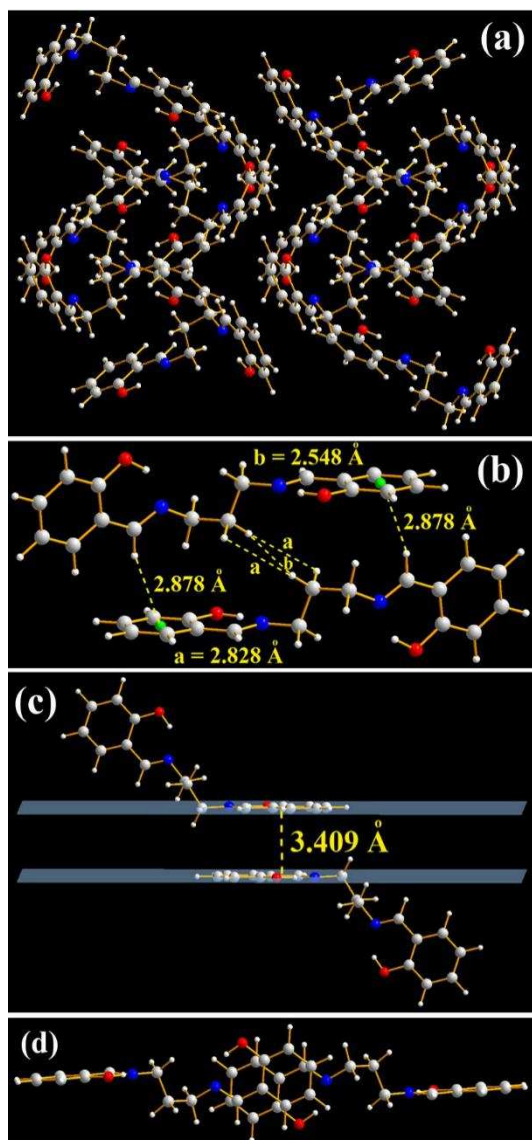 (a)
b = 2.548 Å
(b)
2.878 Å
a
a b
2.878 Å
a = 2.828 Å
(c)
3.409 Å
(d)